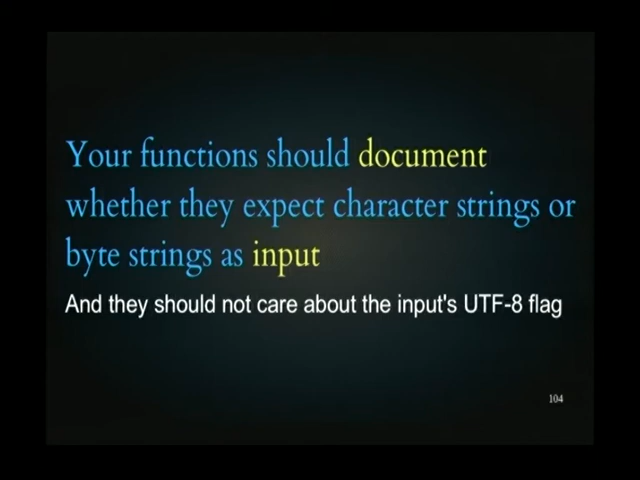 Your functions should document
whether they expect character strings or
byte strings as input
And they should not care about the input's UTF-8 flag
104